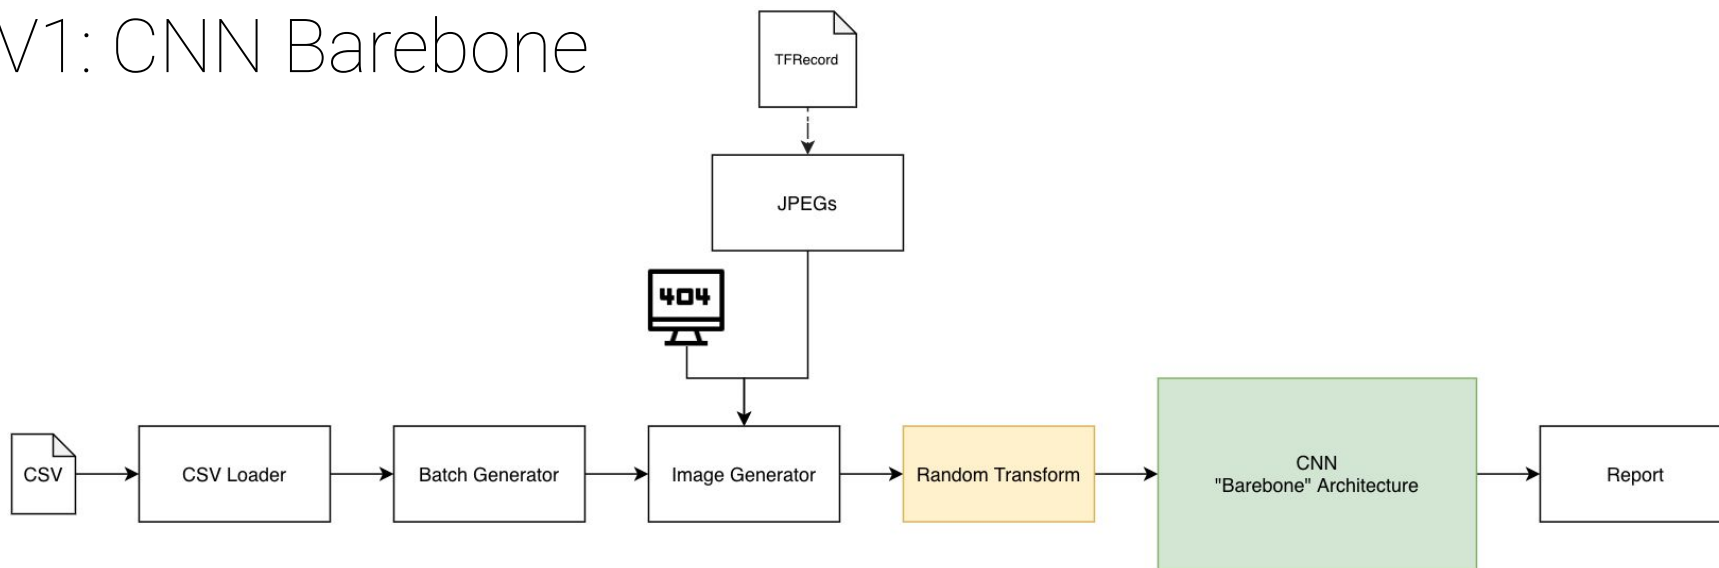 V1: CNN Barebone
TFRecord
JPEGs
404
CSV
CSV Loader
Batch Generator
Image Generator
Random Transform
CNN
"Barebone" Architecture
Report